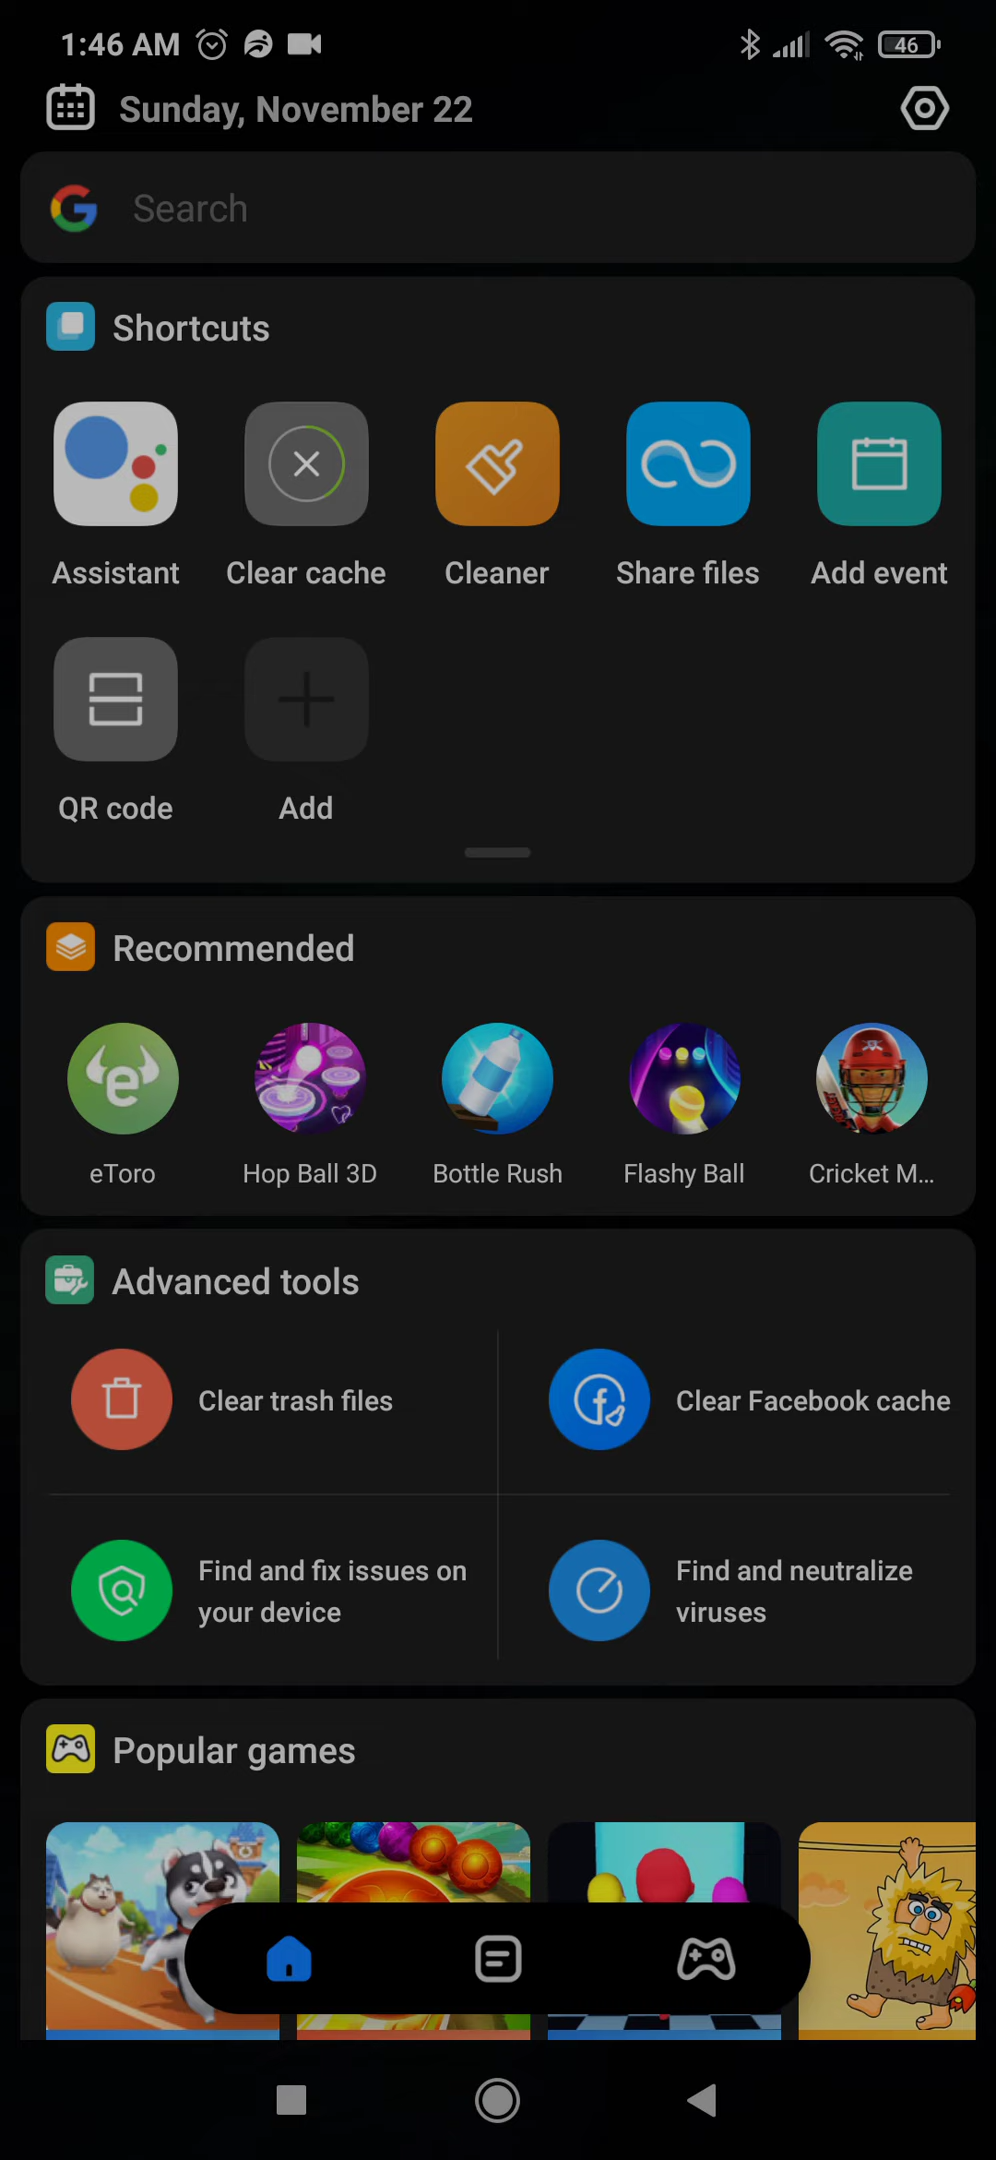 1:46 AM
46
Sunday, November 22
Search
Shortcuts
Assistant
Clear cache
Cleaner
Share files
Add event
QR code
Add
Recommended
eToro
Hop Ball 3D
Bottle Rush
Flashy Ball
Cricket M...
Advanced tools
Clear trash files
Clear Facebook cache
Find and fix issues on
your device
Find and neutralize
viruses
Popular games